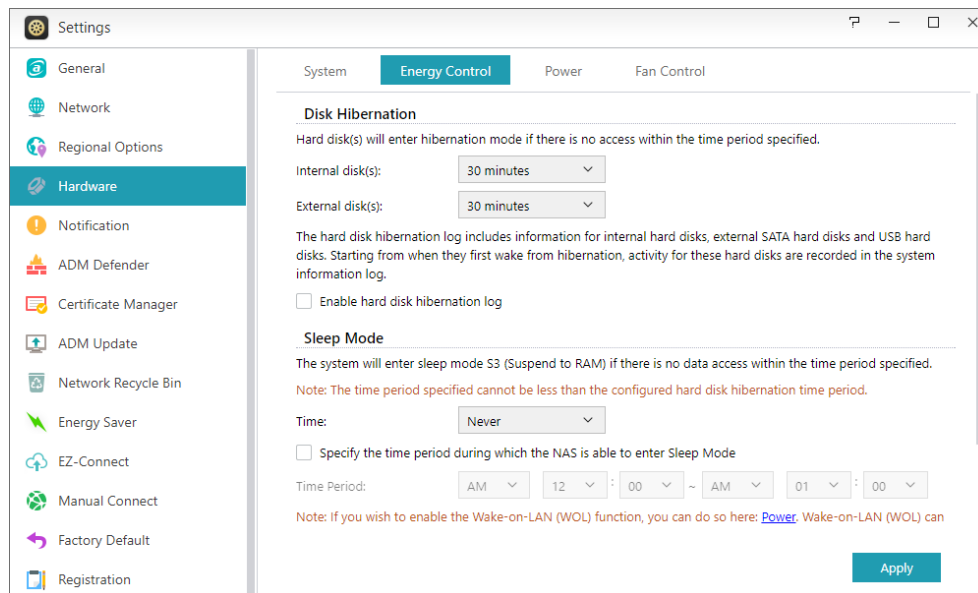 Settings
General
Network
Regional Options
Hardware
Notification
ADM Defender
Certificate Manager
ADM Update
Network Recycle Bin
Energy Saver
EZ-Connect
Manual Connect
Factory Default
Registration
System Energy Control Power Fan Control
Disk Hibernation
Hard disk(s) will enter hibernation mode if there is no access within the time period specified.
Internal disk(s): 30 minutes
External disk(s): 30 minutes
The hard disk hibernation log includes information for internal hard disks, external SATA hard disks and USB hard
disks. Starting from when they first wake from hibernation, activity for these hard disks are recorded in the system
information log.
Enable hard disk hibernation log
Sleep Mode
The system will enter sleep mode S3 (Suspend to RAM) if there is no data access within the time period specified.
Note: The time period specified cannot be less than the configured hard disk hibernation time period.
Time: Never
Specify the time period during which the NAS is able to enter Sleep Mode
Time Period: AM 12 : 00 ~ AM 01 : 00
Note: If you wish to enable the Wake-on-LAN (WOL) function, you can do so here: Power. Wake-on-LAN (WOL) can
Apply